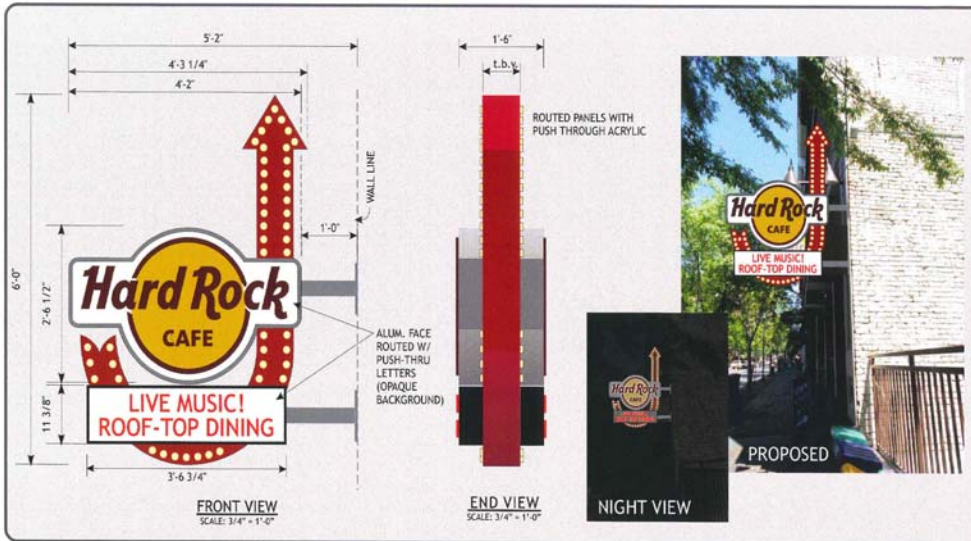 5'-2"
4'-3 1/4"
4'-2"
6'-0"
2'-6 1/2"
11 3/8"
WALL LINE
1'-0"
Hard Rock
CAFE
LIVE MUSIC!
ROOF-TOP DINING
3'-6 3/4"
ALUM. FACE
ROUTED W/
PUSH-THRU
LETTERS
(OPAQUE
BACKGROUND)
FRONT VIEW
SCALE: 3/4" = 1'-0"
1'-6"
t.b.v.
ROUTED PANELS WITH
PUSH THROUGH ACRYLIC
END VIEW
SCALE: 3/4" = 1'-0"
Hard Rock
CAFE
LIVE MUSIC!
ROOF-TOP DINING
PROPOSED
Hard Rock
CAFE
NIGHT VIEW